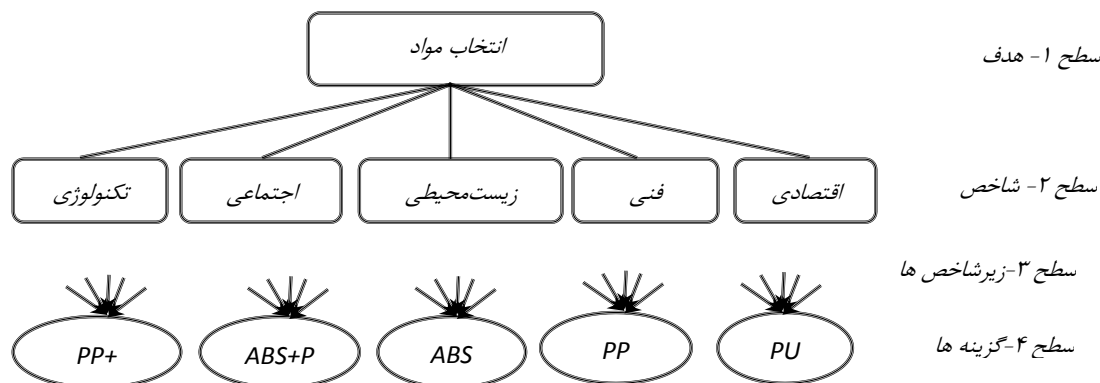 انتخاب مواد
سطح ۱- هدف
اقتصادی
فنی
زیست‌محیطی
اجتماعی
تکنولوژی
سطح ۲- شاخص
سطح ۳-زیرشاخص ها
PP+
ABS+P
ABS
PP
PU
سطح ۴-گزینه ها